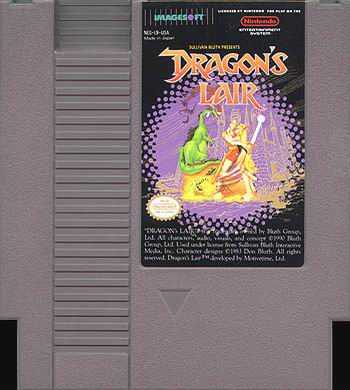 IMAGESOFT
LICENSED BY NINTENDO FOR PLAY ON THE
NES-LR-USA
Made in Japan
Nintendo
ENTERTAINMENT
SYSTEM
SULLIVAN BLUTH PRESENTS
DRAGON'S
LAIR
"DRAGON'S LAIR" by Bluth Group,
Ltd. All characters, audio, visuals, and concept ©1990 Bluth
Group, Ltd. Used under license from Sullivan Bluth Interactive
Media, Inc. Character designs ©1983 Don Bluth. All rights
reserved. Dragon's Lair™ developed by Motivetime, Ltd.